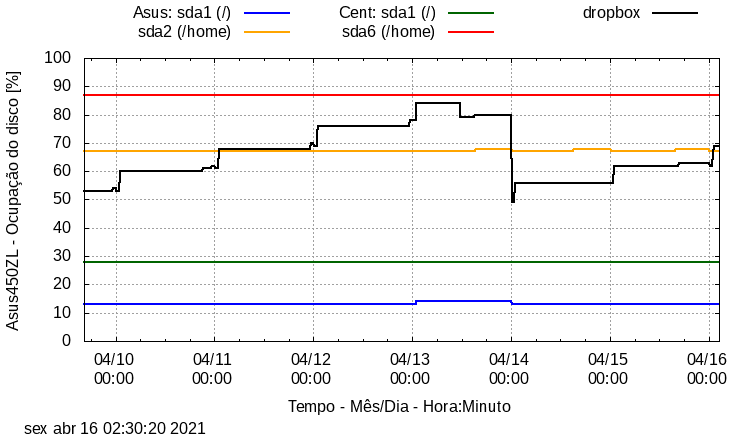 Asus: sda1 (/) Cent: sda1 (/) dropbox
sda2 (/home) sda6 (/home)
100
90
80
70
60
50
40
30
20
10
0
Asus450ZL - Ocupação do disco [%]
04/10 04/11 04/12 04/13 04/14 04/15 04/16
00:00 00:00 00:00 00:00 00:00 00:00 00:00
Tempo - Mês/Dia - Hora:Minuto
sex abr 16 02:30:20 2021